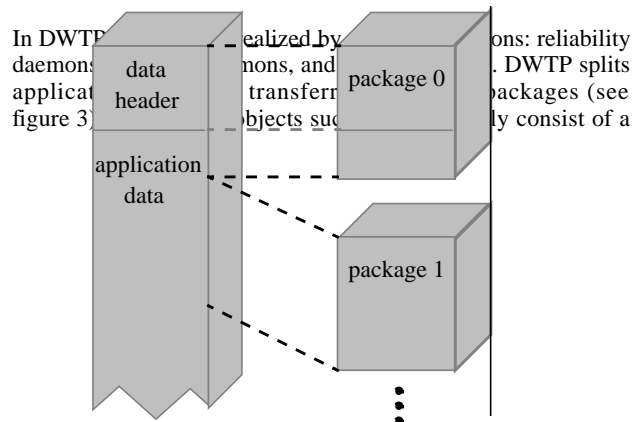 In DWTP realized by ons: reliability
daemons mons, and . DWTP splits
applicat transferr packages (see
figure 3) objects suc ly consist of a
data
header
package 0
application
data
package 1